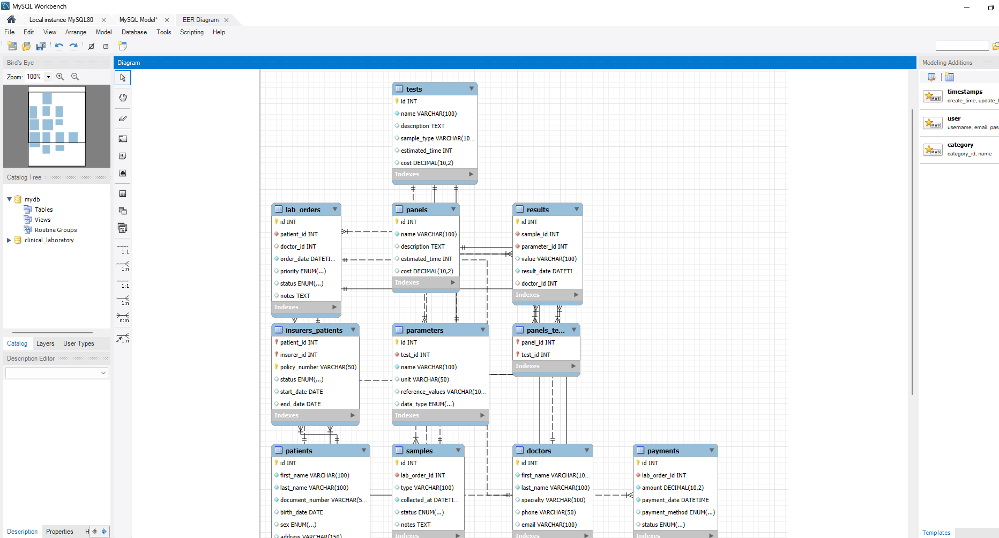 MySQL Workbench
Local instance MySQL80
MySQL Model*
EER Diagram
File Edit View Arrange Model Database Tools Scripting Help
Bird's Eye
Zoom: 100%
Catalog Tree
mydb
Tables
Views
Routine Groups
clinical_laboratory
Catalog Layers User Types
Description Editor
Description Properties H
1:1
1:n
1:1
1:n
n:m
1:n
Diagram
tests
id INT
name VARCHAR(100)
description TEXT
sample_type VARCHAR(10...
estimated_time INT
cost DECIMAL(10,2)
Indexes
lab_orders
id INT
patient_id INT
doctor_id INT
order_date DATETI...
priority ENUM(...)
status ENUM(...)
notes TEXT
Indexes
panels
id INT
name VARCHAR(100)
description TEXT
estimated_time INT
cost DECIMAL(10,2)
Indexes
results
id INT
sample_id INT
parameter_id INT
value VARCHAR(100)
result_date DATETI...
doctor_id INT
Indexes
insurers_patients
patient_id INT
insurer_id INT
policy_number VARCHAR(50)
status ENUM(...)
start_date DATE
end_date DATE
Indexes
parameters
id INT
test_id INT
name VARCHAR(100)
unit VARCHAR(50)
reference_values VARCHAR(10...
data_type ENUM(...)
Indexes
panels_te...
panel_id INT
test_id INT
Indexes
patients
id INT
first_name VARCHAR(100)
last_name VARCHAR(100)
document_number VARCHAR(5...
birth_date DATE
sex ENUM(...)
address VARCHAR(150)
samples
id INT
lab_order_id INT
type VARCHAR(100)
collected_at DATETI...
status ENUM(...)
notes TEXT
Indexes
doctors
id INT
first_name VARCHAR(10...
last_name VARCHAR(100)
specialty VARCHAR(100)
phone VARCHAR(50)
email VARCHAR(100)
Indexes
payments
id INT
lab_order_id INT
amount DECIMAL(10,2)
payment_date DATETIME
payment_method ENUM(...)
status ENUM(...)
Indexes
Modeling Additions
MWB
timestamps
create_time, update_t
MWB
user
username, email, pas
MWB
category
category_id, name
Templates